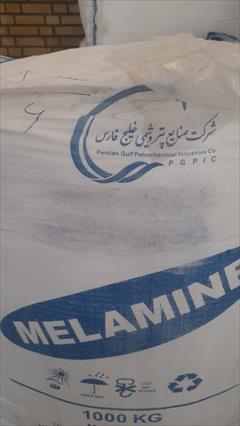 شرکت صنایع پتروشیمی خلیج فارس
Persian Gulf Petrochemical Industries Co.
PGPIC
MELAMINE
1000 KG